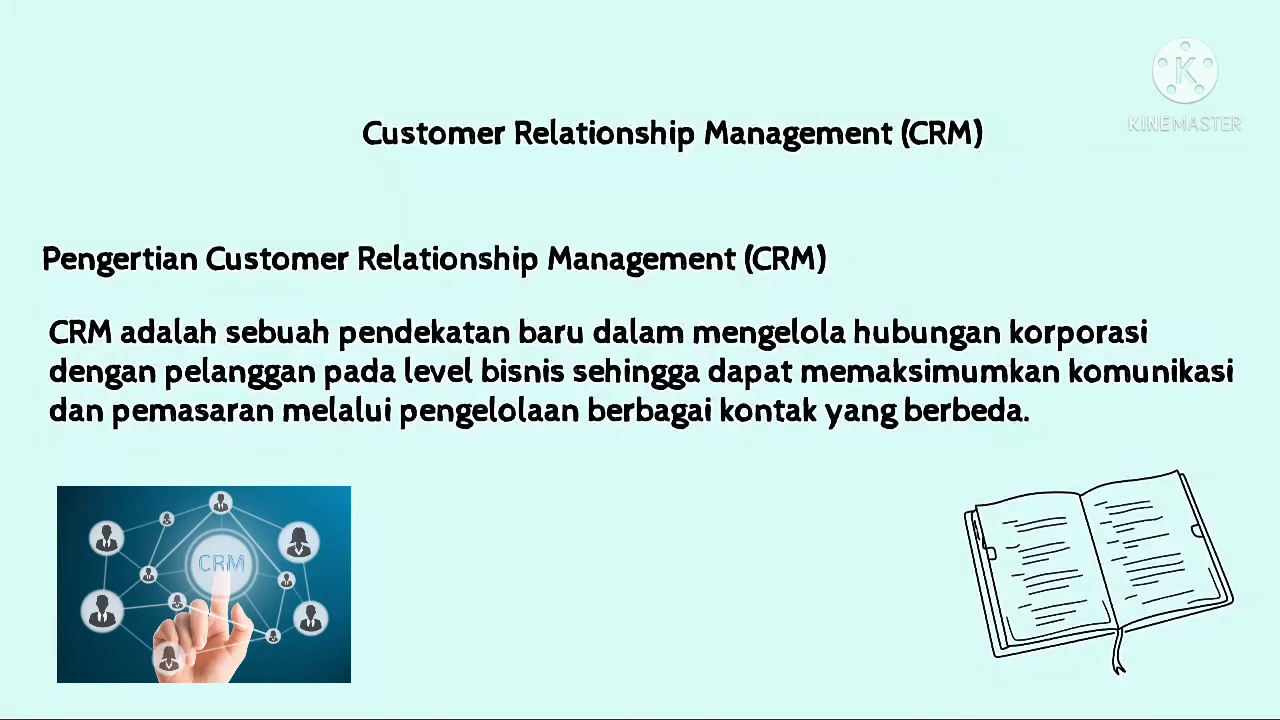 K
KINEMASTER
Customer Relationship Management (CRM)
Pengertian Customer Relationship Management (CRM)
CRM adalah sebuah pendekatan baru dalam mengelola hubungan korporasi
dengan pelanggan pada level bisnis sehingga dapat memaksimumkan komunikasi
dan pemasaran melalui pengelolaan berbagai kontak yang berbeda.
CRM